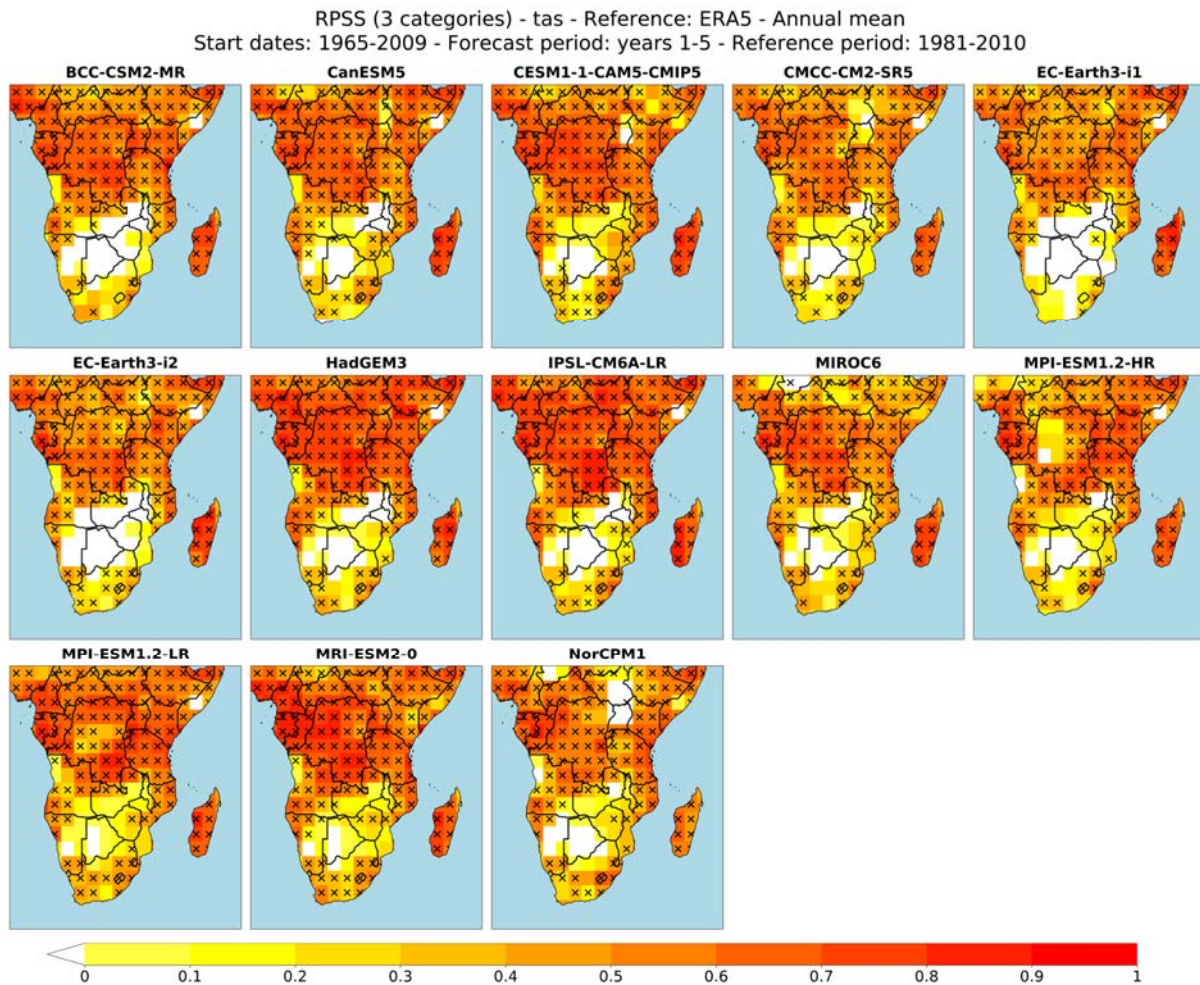 RPSS (3 categories) - tas - Reference: ERA5 - Annual mean
Start dates: 1965-2009 - Forecast period: years 1-5 - Reference period: 1981-2010
BCC-CSM2-MR
CanESM5
CESM1-1-CAM5-CMIP5
CMCC-CM2-SR5
EC-Earth3-i1
EC-Earth3-i2
HadGEM3
IPSL-CM6A-LR
MIROC6
MPI-ESM1.2-HR
MPI-ESM1.2-LR
MRI-ESM2-0
NorCPM1
0 0.1 0.2 0.3 0.4 0.5 0.6 0.7 0.8 0.9 1